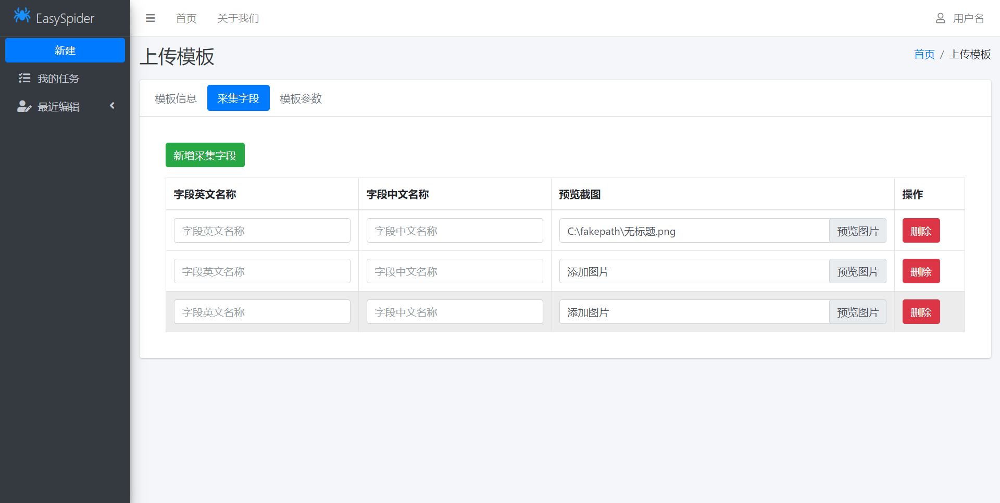 EasySpider
首页
关于我们
用户名
新建
我的任务
最近编辑
上传模板
首页 / 上传模板
模板信息
采集字段
模板参数
新增采集字段
字段英文名称
字段中文名称
预览截图
操作
字段英文名称
字段中文名称
C:\fakepath\无标题.png
预览图片
删除
字段英文名称
字段中文名称
添加图片
预览图片
删除
字段英文名称
字段中文名称
添加图片
预览图片
删除